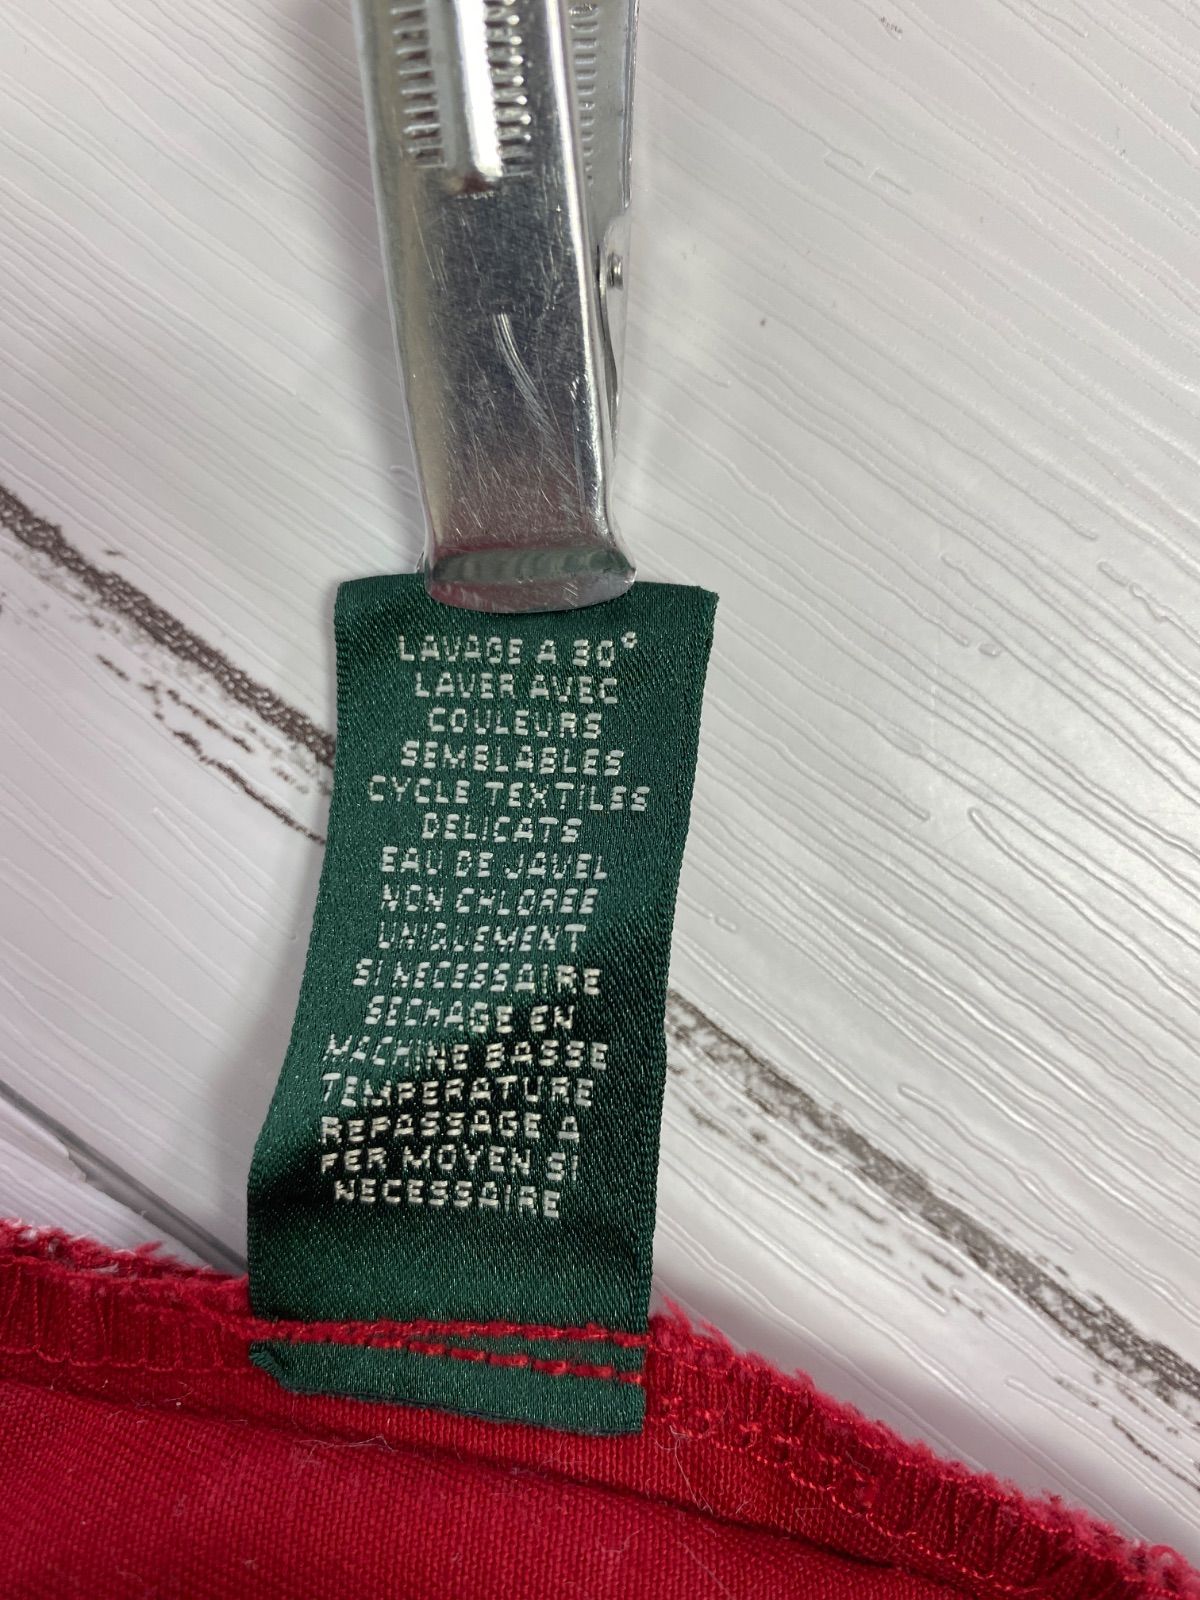 LAVAGE A 30°
LAVER AVEC
COULEURS
SEMBLABLES
CYCLE TEXTILES
DELICATS
EAU DE JAVEL
NON CHLOREE
UNIQUEMENT
SI NECESSAIRE
SECHAGE EN
MACHINE BASSE
TEMPERATURE
REPASSAGE A
FER MOYEN SI
NECESSAIRE